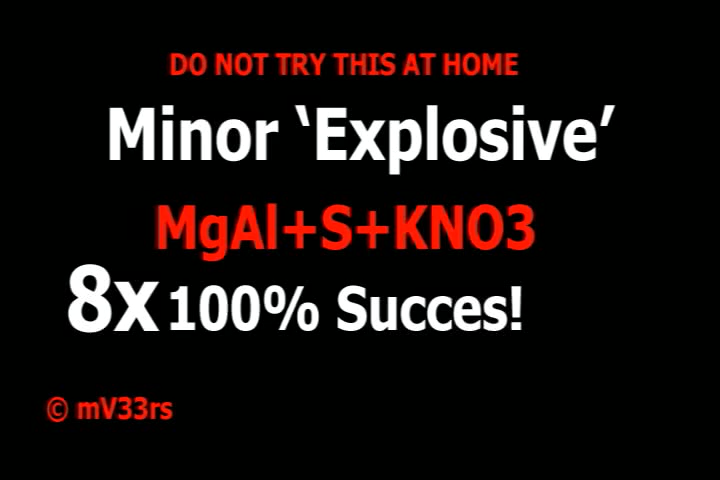 DO NOT TRY THIS AT HOME
Minor ‘Explosive’
MgAl+S+KNO3
8x 100% Succes!
© mV33rs